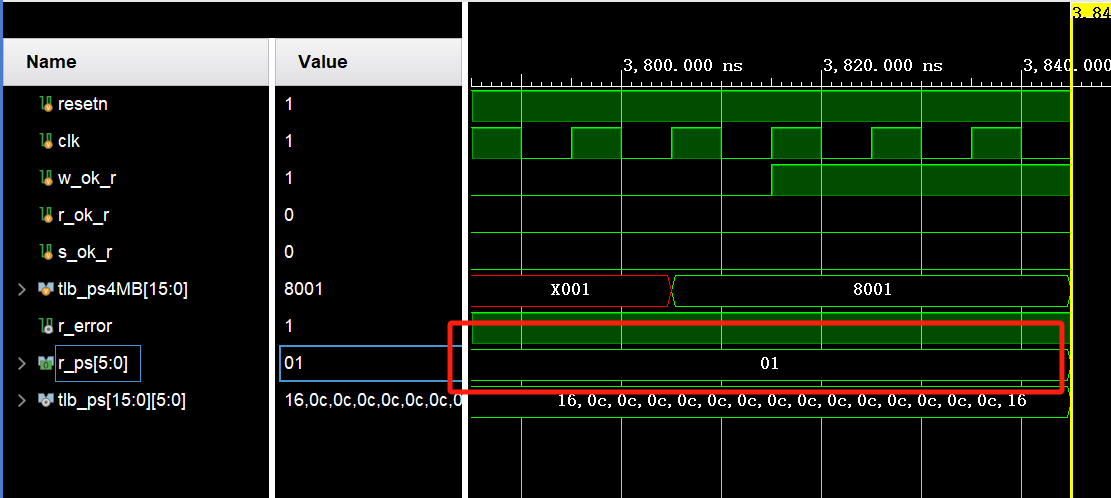 3,84
Name Value
3,800.000 ns 3,820.000 ns 3,840.000
resetn 1
clk 1
w_ok_r 1
r_ok_r 0
s_ok_r 0
tlb_ps4MB[15:0] 8001 X001 8001
r_error 1
r_ps[5:0] 01 01
tlb_ps[15:0][5:0] 16,0c,0c,0c,0c,0c,0c,0 16,0c,0c,0c,0c,0c,0c,0c,0c,0c,0c,0c,0c,0c,0c,16